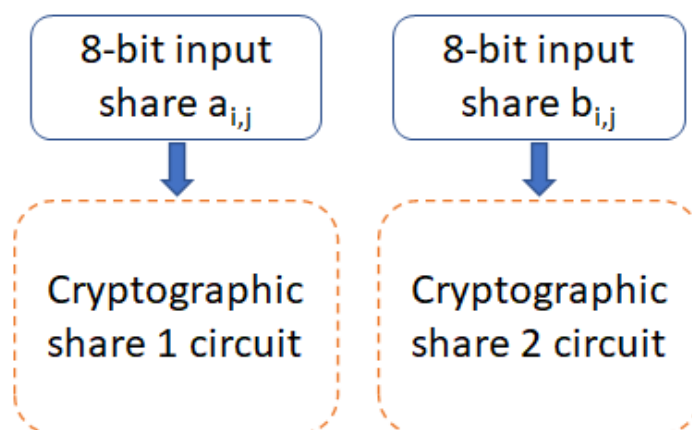 8-bit input
share a_{i,j}
8-bit input
share b_{i,j}
Cryptographic
share 1 circuit
Cryptographic
share 2 circuit